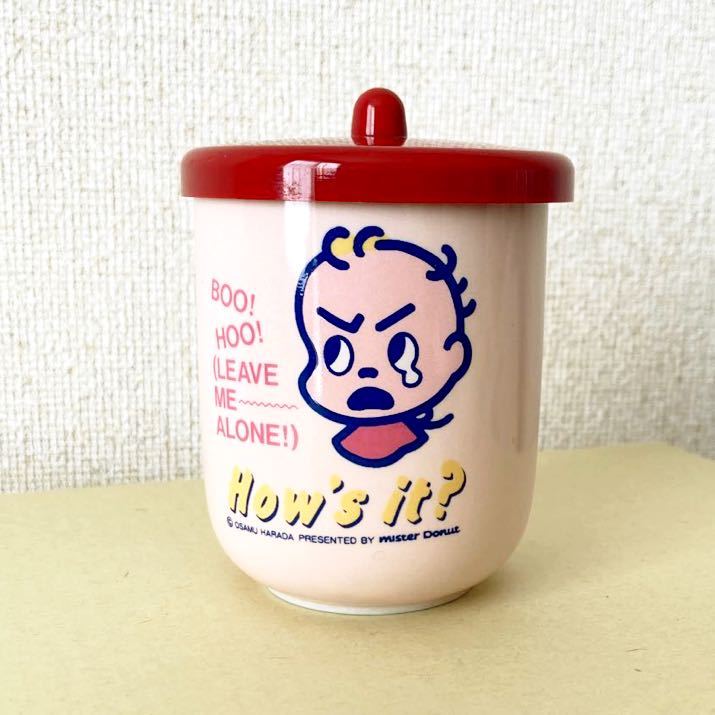 BOO!
HOO!
(LEAVE
ME
ALONE!)
How's it?
© OSAMU HARADA PRESENTED BY mister Donut